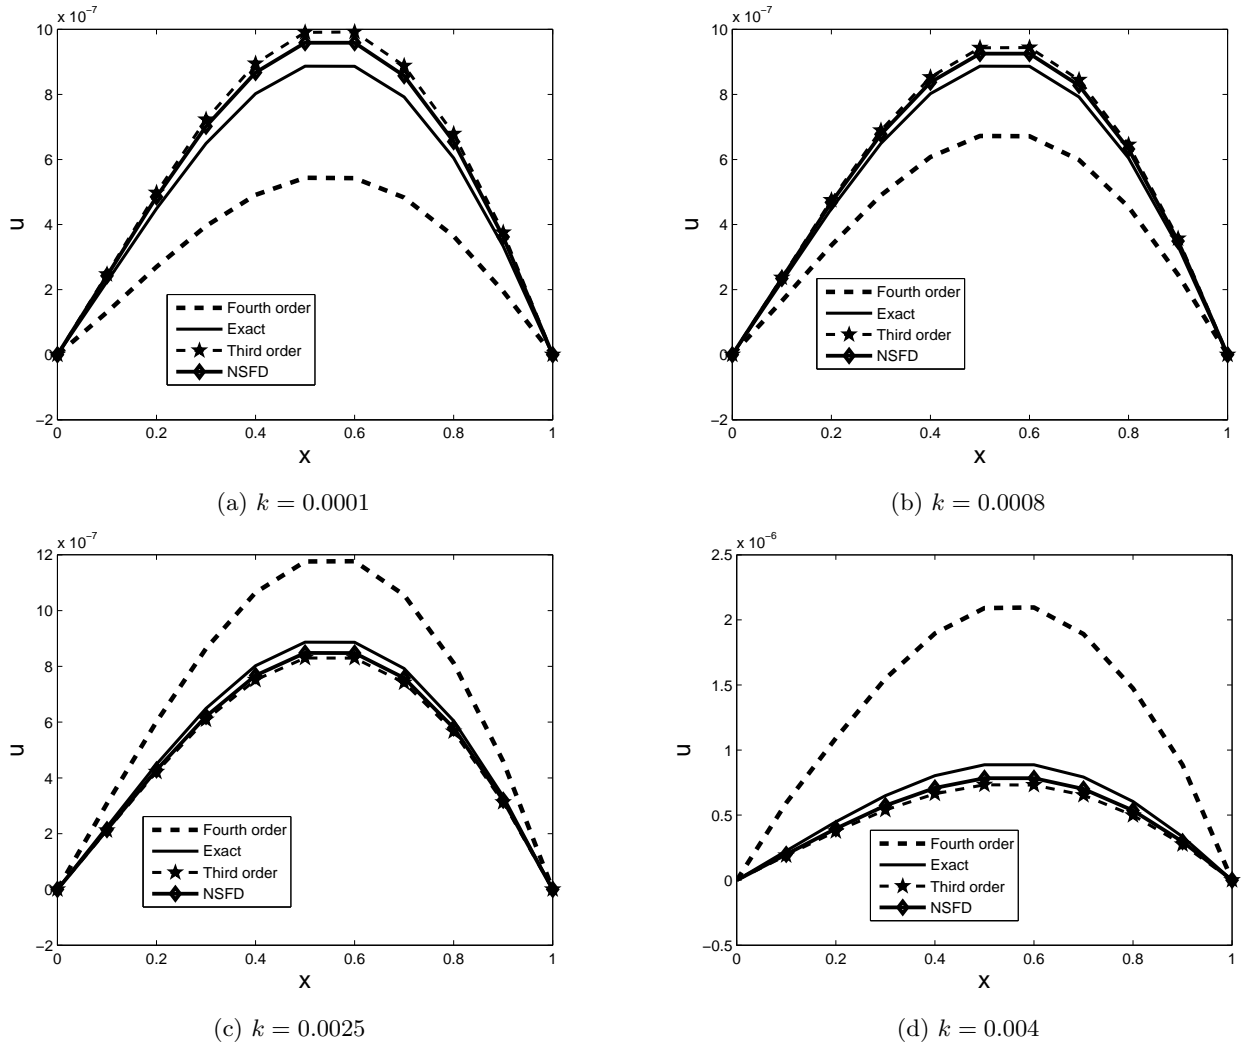 x 10⁻⁷
10
8
6
4
2
0
−2
u
0
0.2
0.4
0.6
0.8
1
x
Fourth order
Exact
Third order
NSFD
(a) k = 0.0001
x 10⁻⁷
10
8
6
4
2
0
−2
u
0
0.2
0.4
0.6
0.8
1
x
Fourth order
Exact
Third order
NSFD
(b) k = 0.0008
x 10⁻⁷
12
10
8
6
4
2
0
−2
u
0
0.2
0.4
0.6
0.8
1
x
Fourth order
Exact
Third order
NSFD
(c) k = 0.0025
x 10⁻⁶
2.5
2
1.5
1
0.5
0
−0.5
u
0
0.2
0.4
0.6
0.8
1
x
Fourth order
Exact
Third order
NSFD
(d) k = 0.004